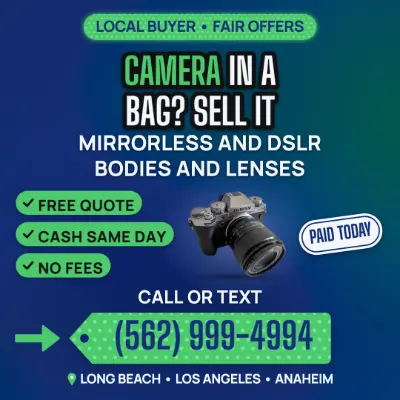 LOCAL BUYER • FAIR OFFERS
CAMERA IN A
BAG? SELL IT
MIRRORLESS AND DSLR
BODIES AND LENSES
FREE QUOTE
CASH SAME DAY
NO FEES
PAID TODAY
CALL OR TEXT
(562) 999-4994
LONG BEACH • LOS ANGELES • ANAHEIM